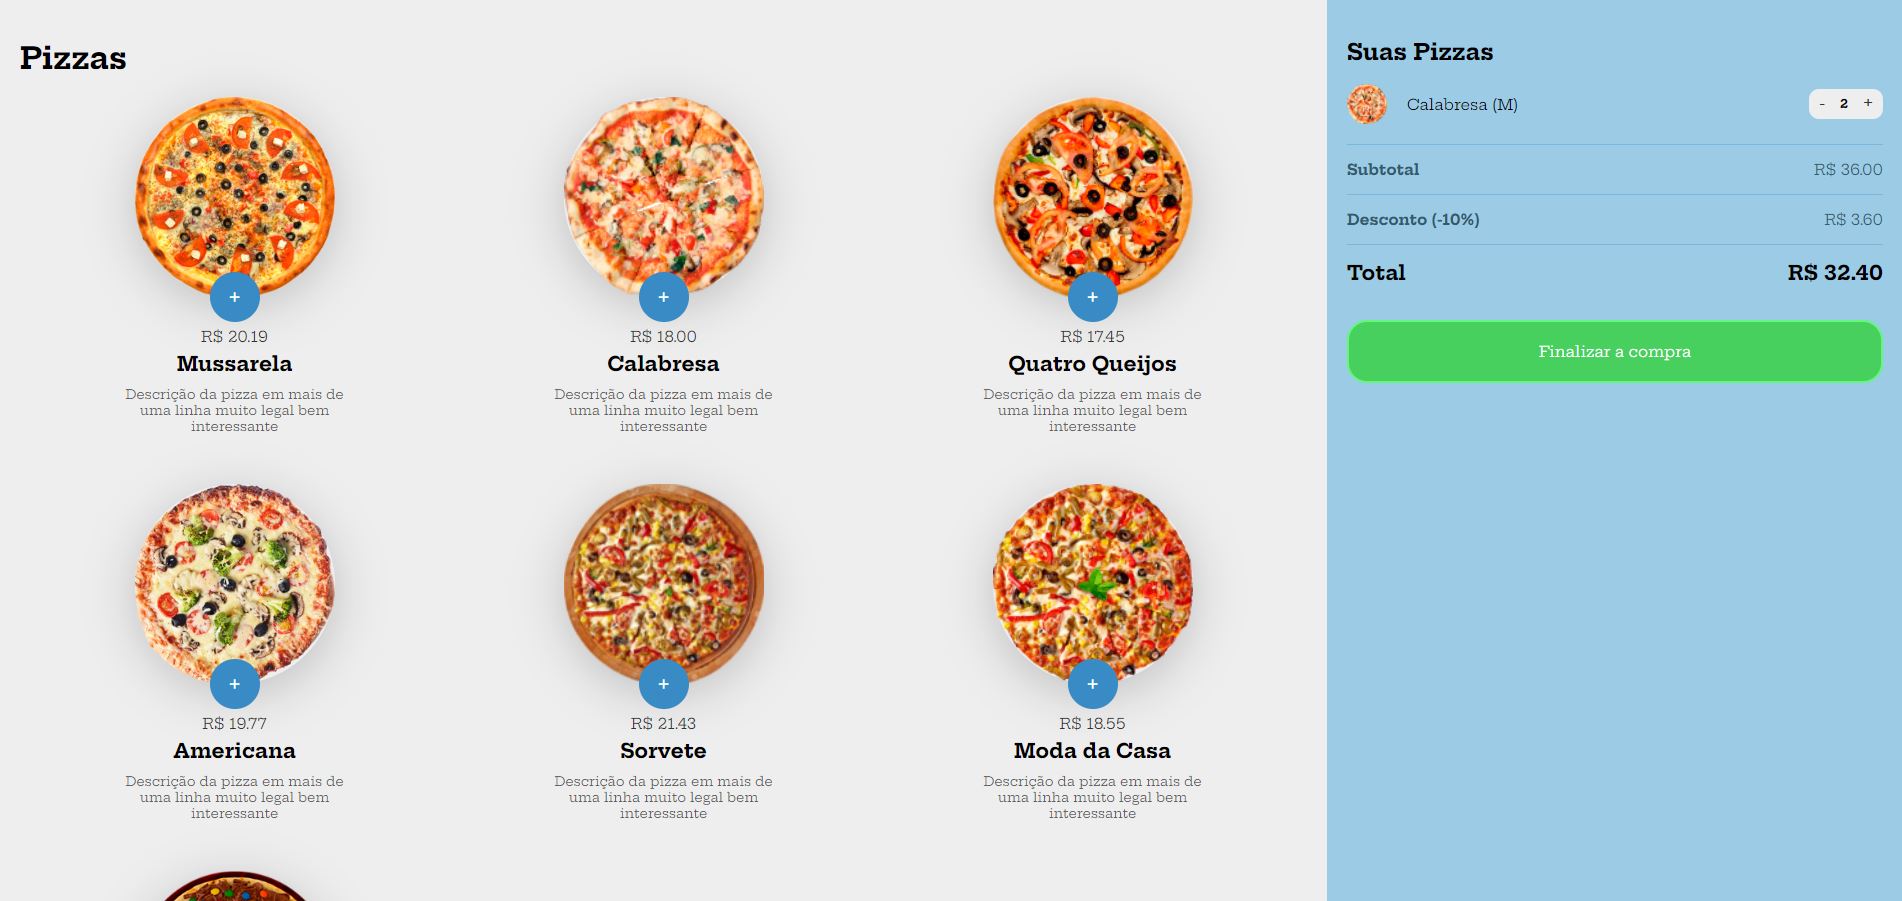 Pizzas
+
R$ 20.19
Mussarela
Descrição da pizza em mais de
uma linha muito legal bem
interessante
+
R$ 18.00
Calabresa
Descrição da pizza em mais de
uma linha muito legal bem
interessante
+
R$ 17.45
Quatro Queijos
Descrição da pizza em mais de
uma linha muito legal bem
interessante
+
R$ 19.77
Americana
Descrição da pizza em mais de
uma linha muito legal bem
interessante
+
R$ 21.43
Sorvete
Descrição da pizza em mais de
uma linha muito legal bem
interessante
+
R$ 18.55
Moda da Casa
Descrição da pizza em mais de
uma linha muito legal bem
interessante
Suas Pizzas
Calabresa (M) - 2 +
Subtotal R$ 36.00
Desconto (-10%) R$ 3.60
Total R$ 32.40
Finalizar a compra